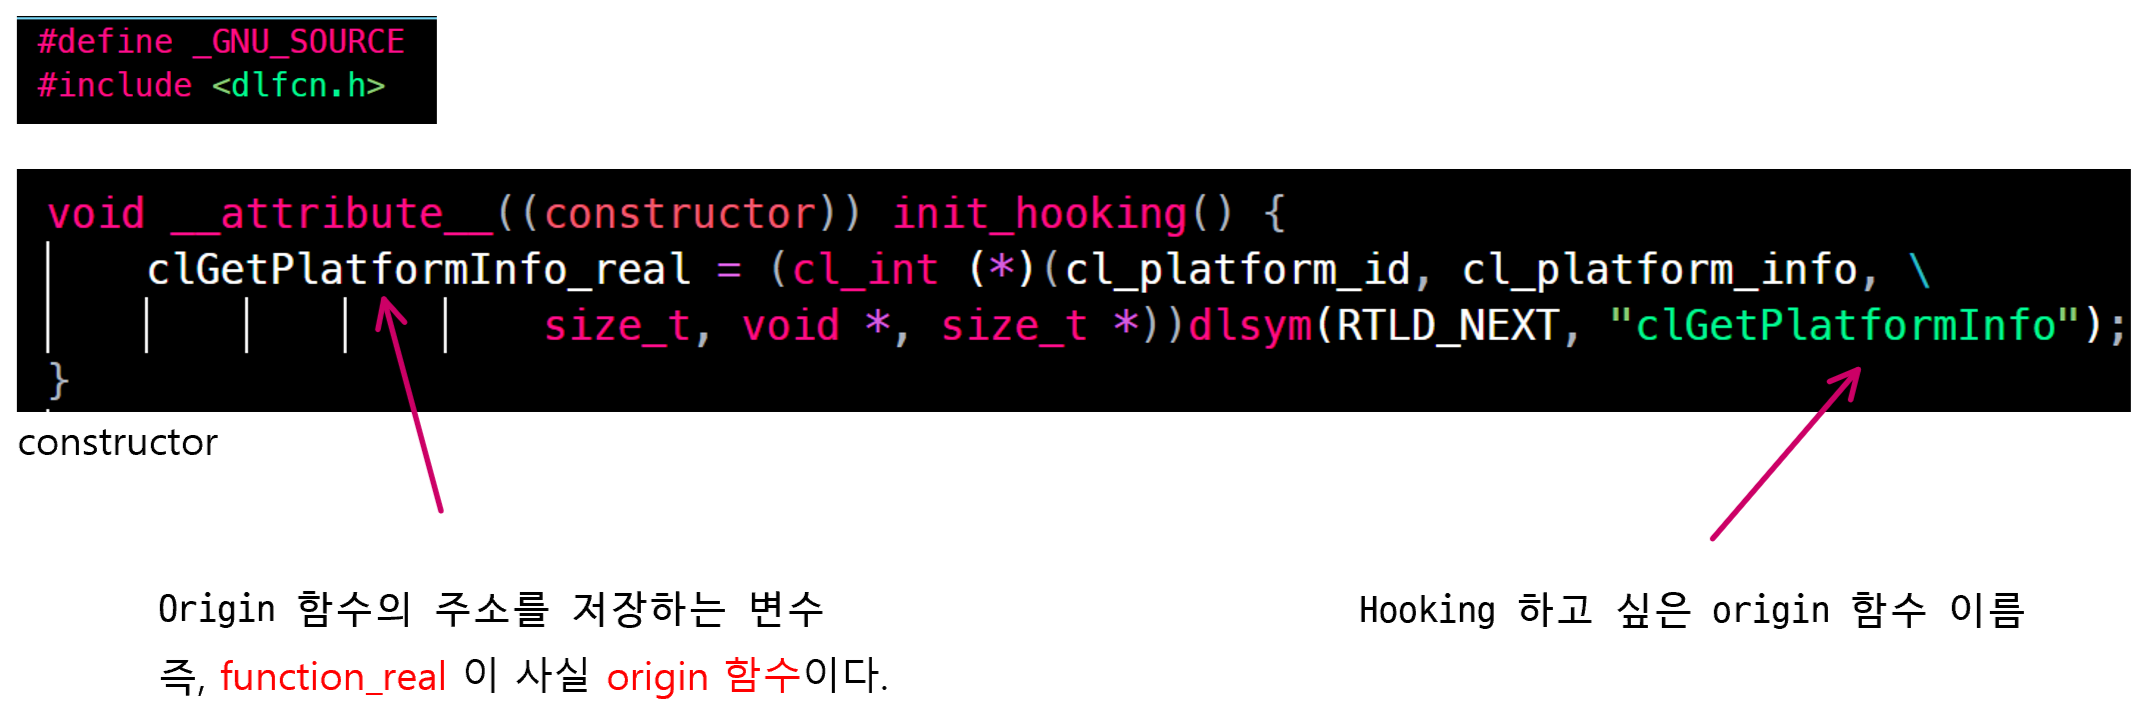 #define _GNU_SOURCE
#include <dlfcn.h>
void __attribute__((constructor)) init_hooking() {
clGetPlatformInfo_real = (cl_int (*)(cl_platform_id, cl_platform_info, \
size_t, void *, size_t *))dlsym(RTLD_NEXT, "clGetPlatformInfo");
}
constructor
Origin 함수의 주소를 저장하는 변수
즉, function_real 이 사실 origin 함수이다.
Hooking 하고 싶은 origin 함수 이름